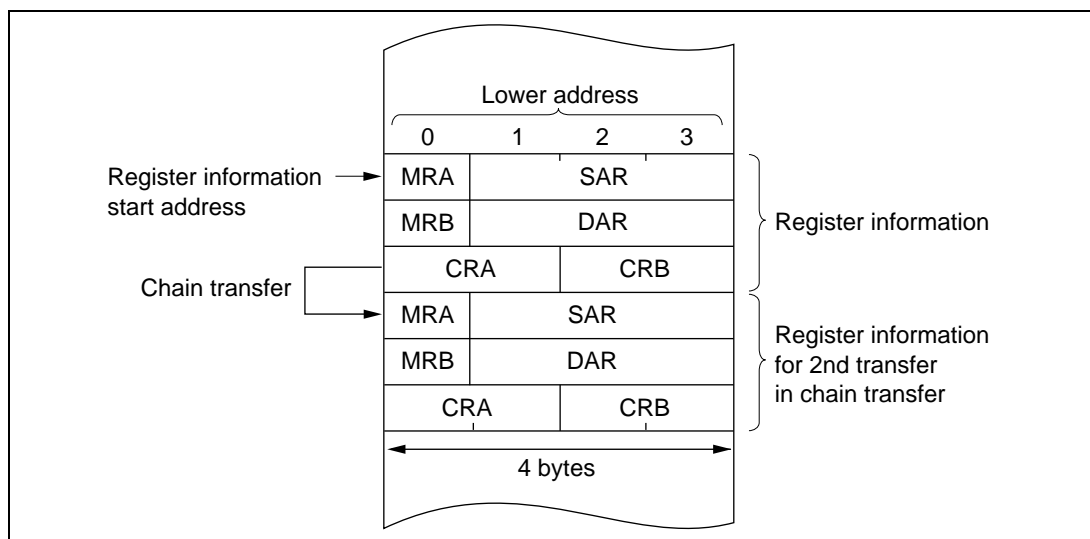 Lower address
0 1 2 3
Register information
start address
MRA SAR
MRB DAR
Register information
CRA CRB
Chain transfer
MRA SAR
MRB DAR
CRA CRB
Register information
for 2nd transfer
in chain transfer
4 bytes